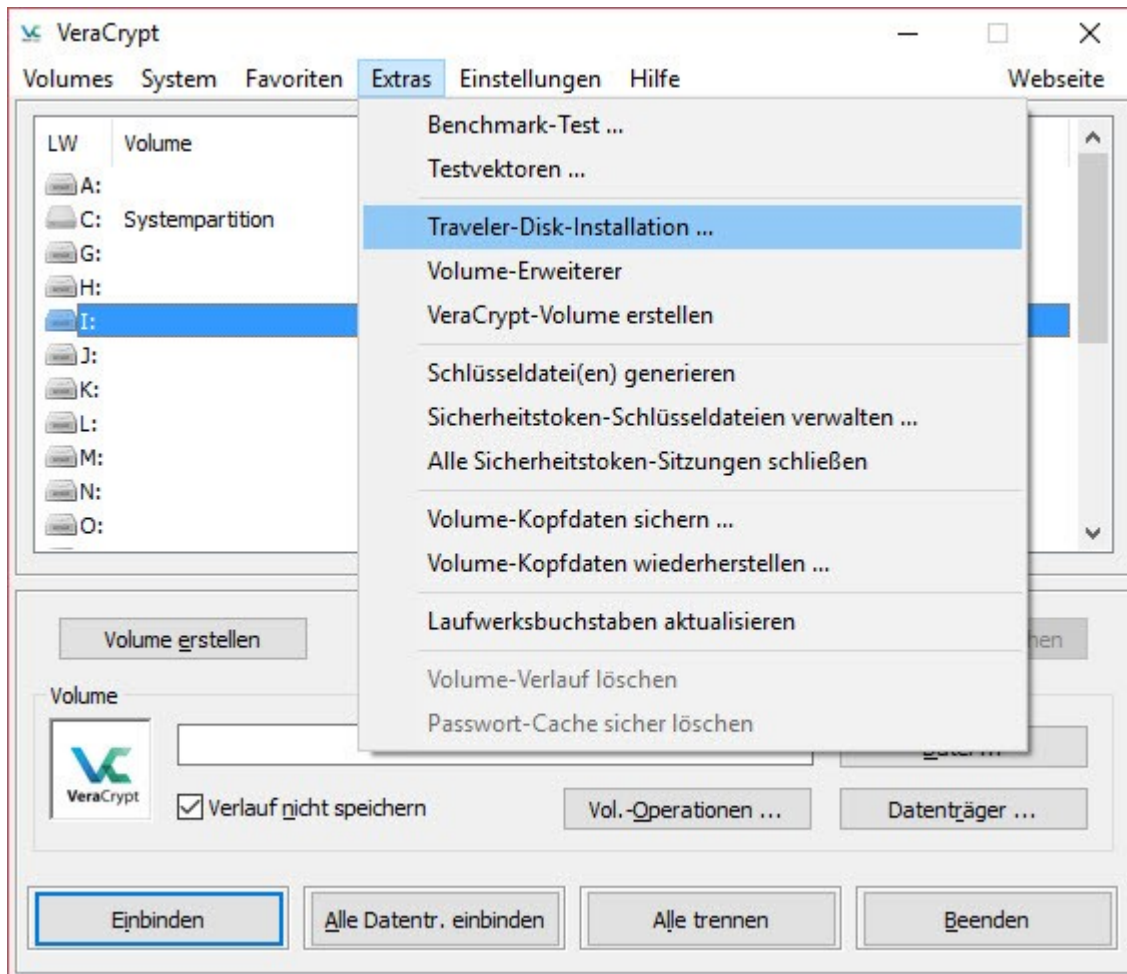 VeraCrypt
Volumes System Favoriten Extras Einstellungen Hilfe Webseite
LW Volume
A:
C: Systempartition
G:
H:
I:
J:
K:
L:
M:
N:
O:
Benchmark-Test ...
Testvektoren ...
Traveler-Disk-Installation ...
Volume-Erweiterer
VeraCrypt-Volume erstellen
Schlüsseldatei(en) generieren
Sicherheitstoken-Schlüsseldateien verwalten ...
Alle Sicherheitstoken-Sitzungen schließen
Volume-Kopfdaten sichern ...
Volume-Kopfdaten wiederherstellen ...
Laufwerksbuchstaben aktualisieren
Volume-Verlauf löschen
Passwort-Cache sicher löschen
Volume erstellen
Volume
VeraCrypt
Verlauf nicht speichern
Vol.-Operationen ...
Datenträger ...
Einbinden
Alle Datentr. einbinden
Alle trennen
Beenden